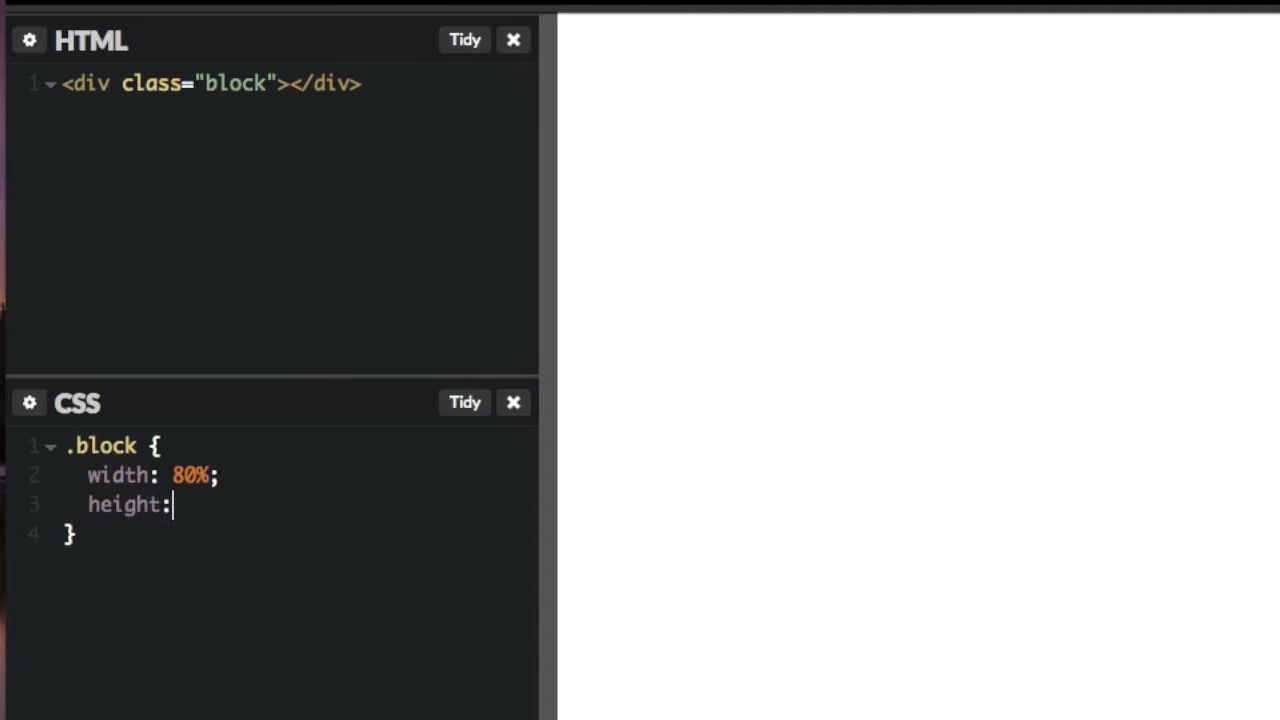 HTML
Tidy
1 <div class="block"></div>
CSS
Tidy
1 .block {
2 width: 80%;
3 height:
4 }